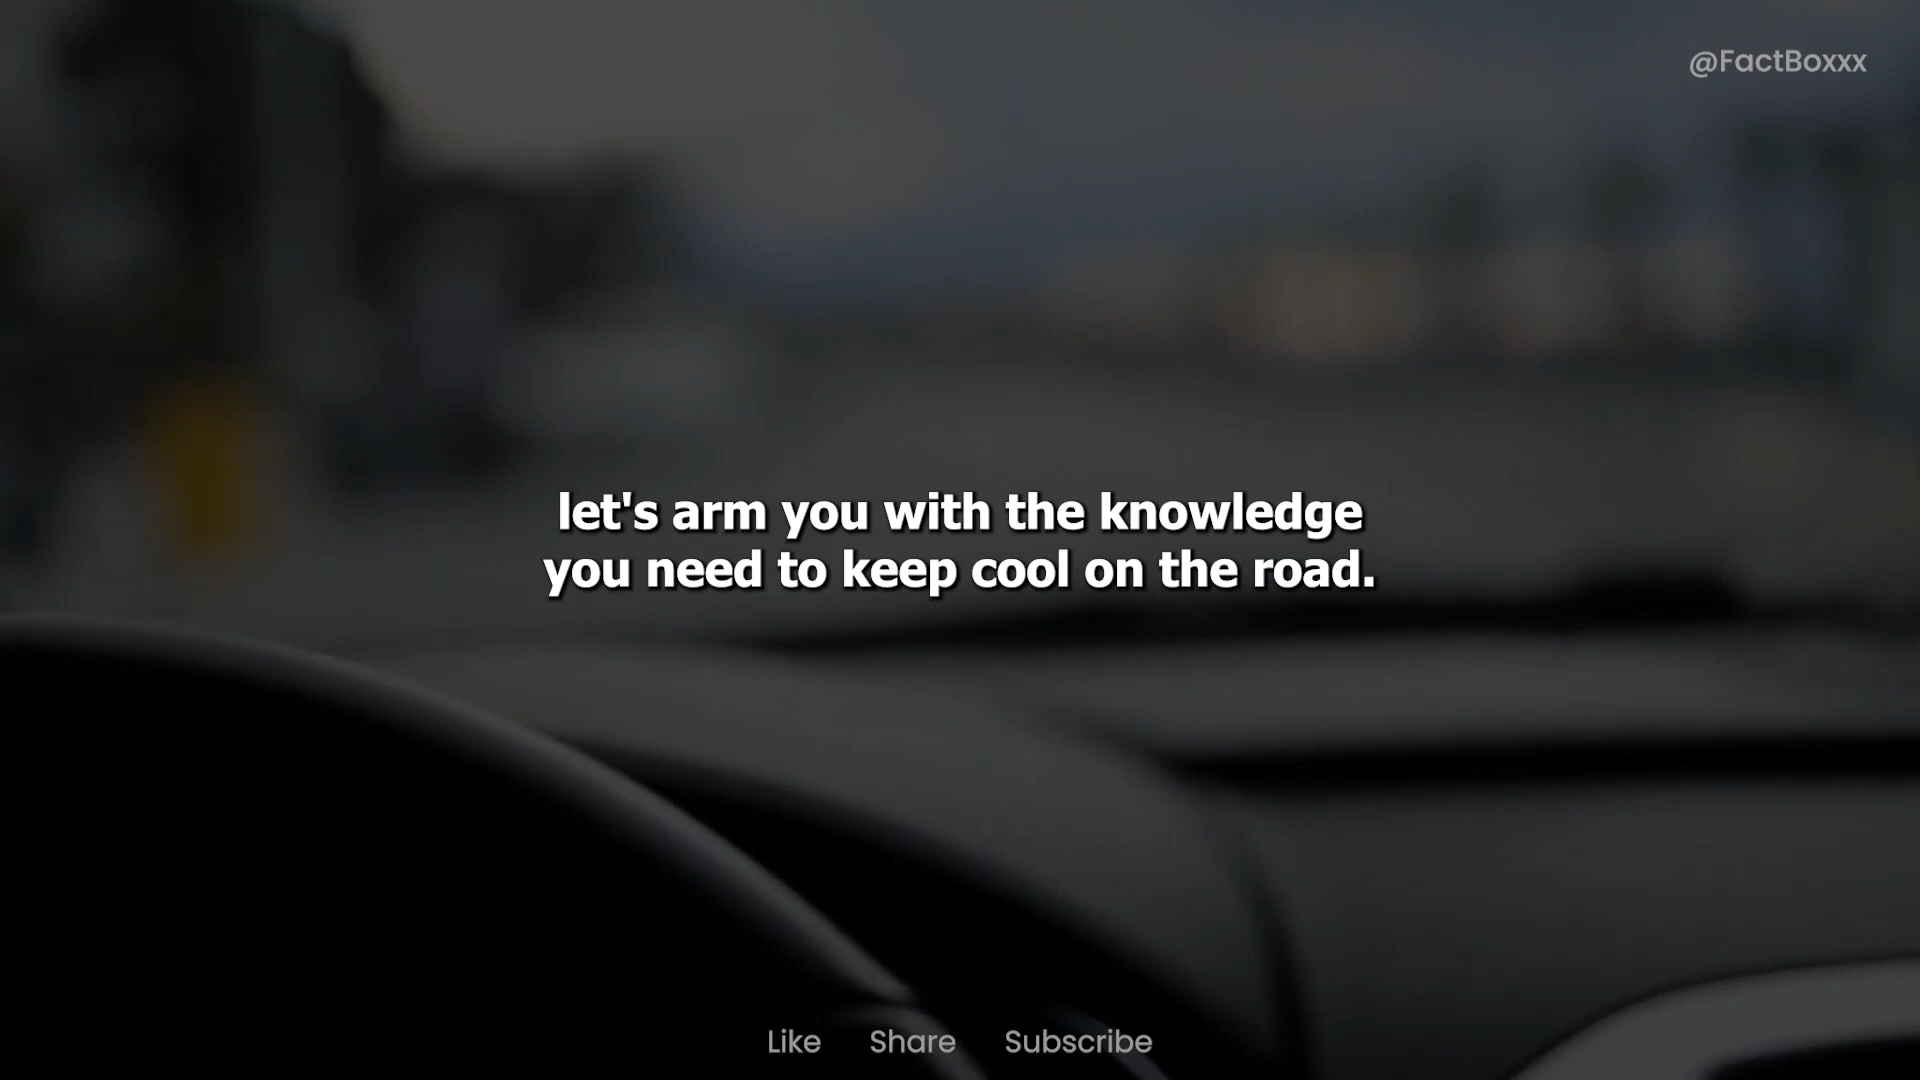 @FactBoxxx
let's arm you with the knowledge
you need to keep cool on the road.
Like Share Subscribe